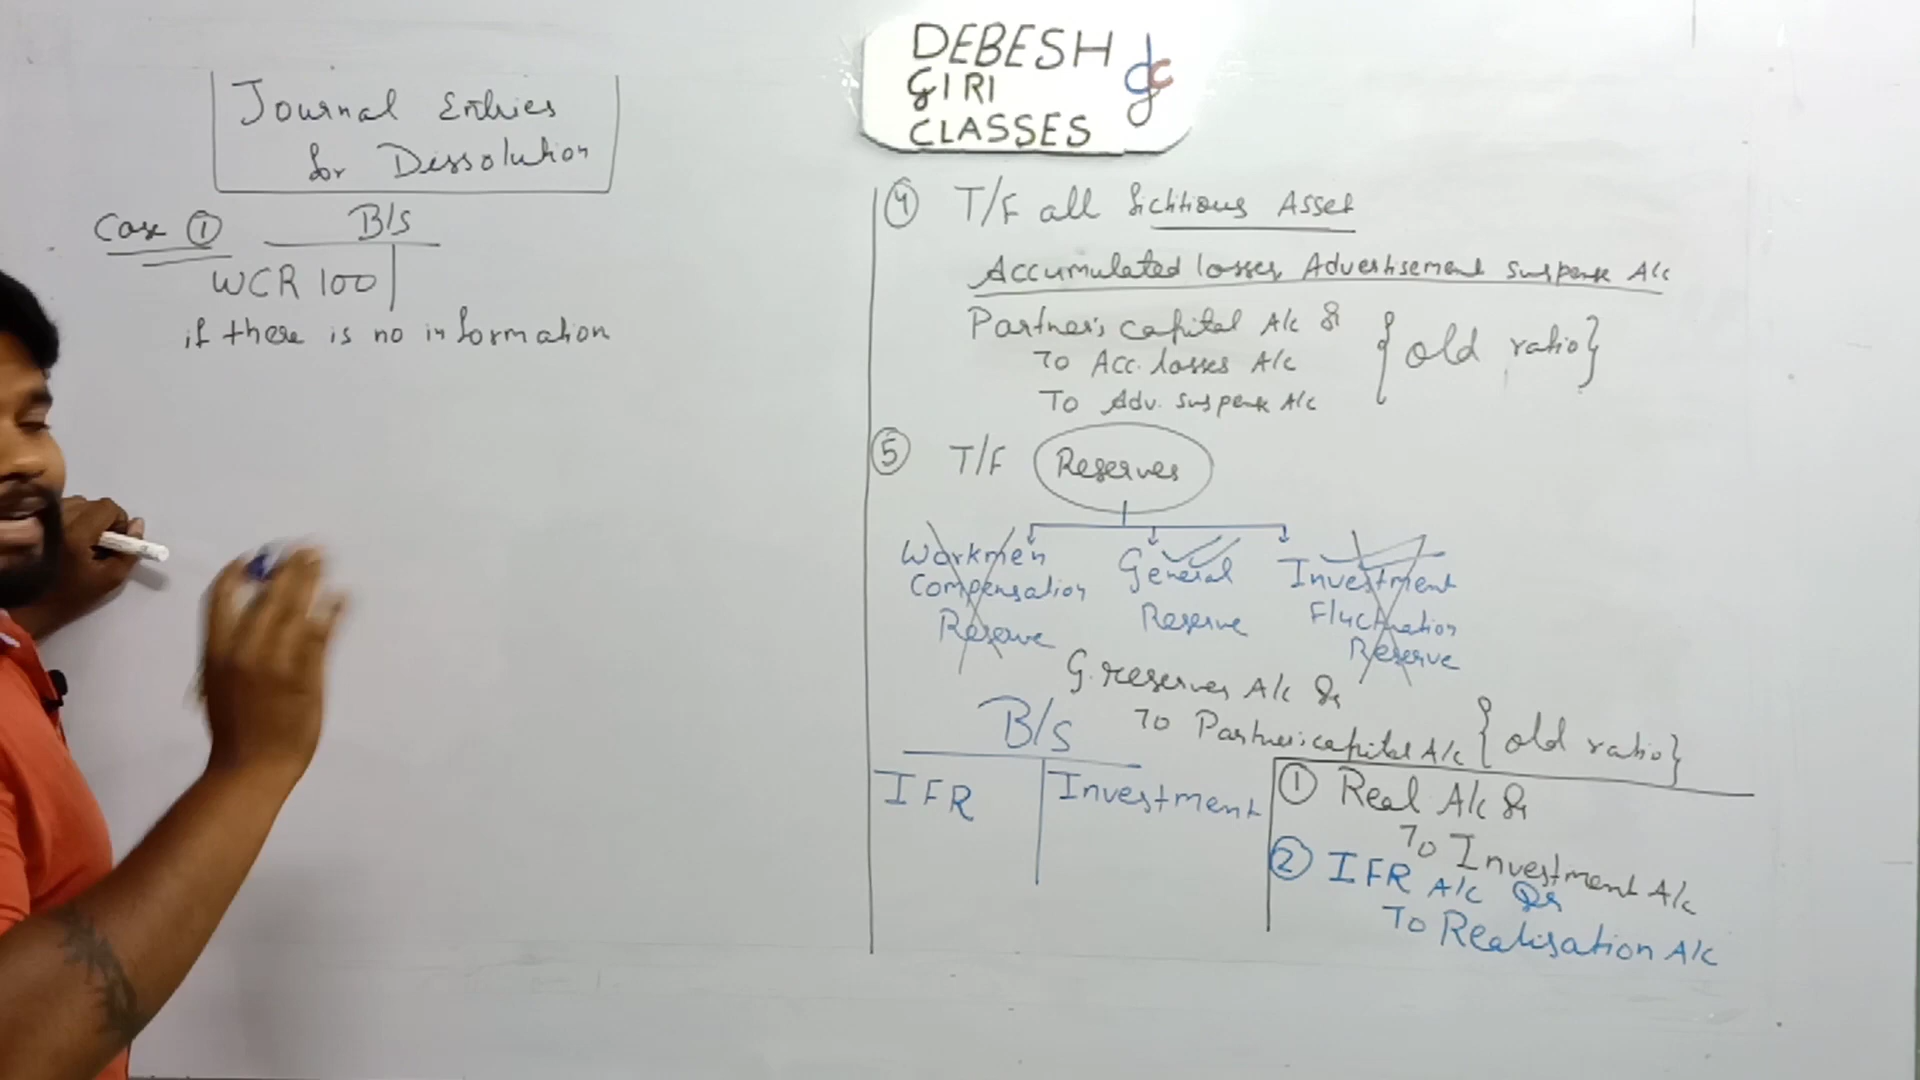 DEBESH
GIRI
CLASSES
dc
Journal Entries
for Dissolution
Case ① B/S
WCR 100
if there is no information
④ T/F all fictitious Asset
Accumulated losses, Advertisement suspense A/c
Partner's capital A/c Dr
To Acc. losses A/c
To Adv. suspense A/c
{old ratio}
⑤ T/F Reserves
Workmen
Compensation
Reserve
General
Reserve
Investment
Fluctuation
Reserve
G. reserves A/c Dr
To Partner's capital A/c {old ratio}
B/S
IFR Investment
① Real A/c Dr
To Investment A/c
② IFR A/c Dr
To Realisation A/c